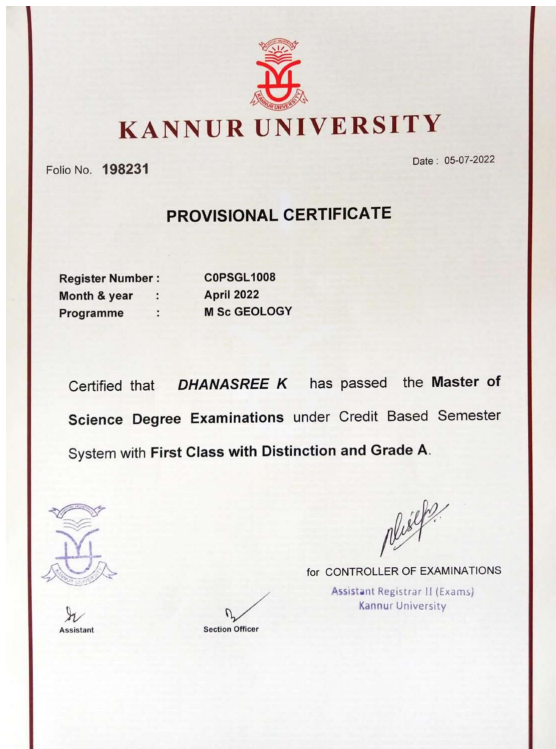 KANNUR UNIVERSITY
Folio No. 198231
Date : 05-07-2022
PROVISIONAL CERTIFICATE
Register Number : C0PSGL1008
Month & year : April 2022
Programme : M Sc GEOLOGY
Certified that DHANASREE K has passed the Master of
Science Degree Examinations under Credit Based Semester
System with First Class with Distinction and Grade A.
for CONTROLLER OF EXAMINATIONS
Assistant Registrar II (Exams)
Kannur University
Assistant
Section Officer